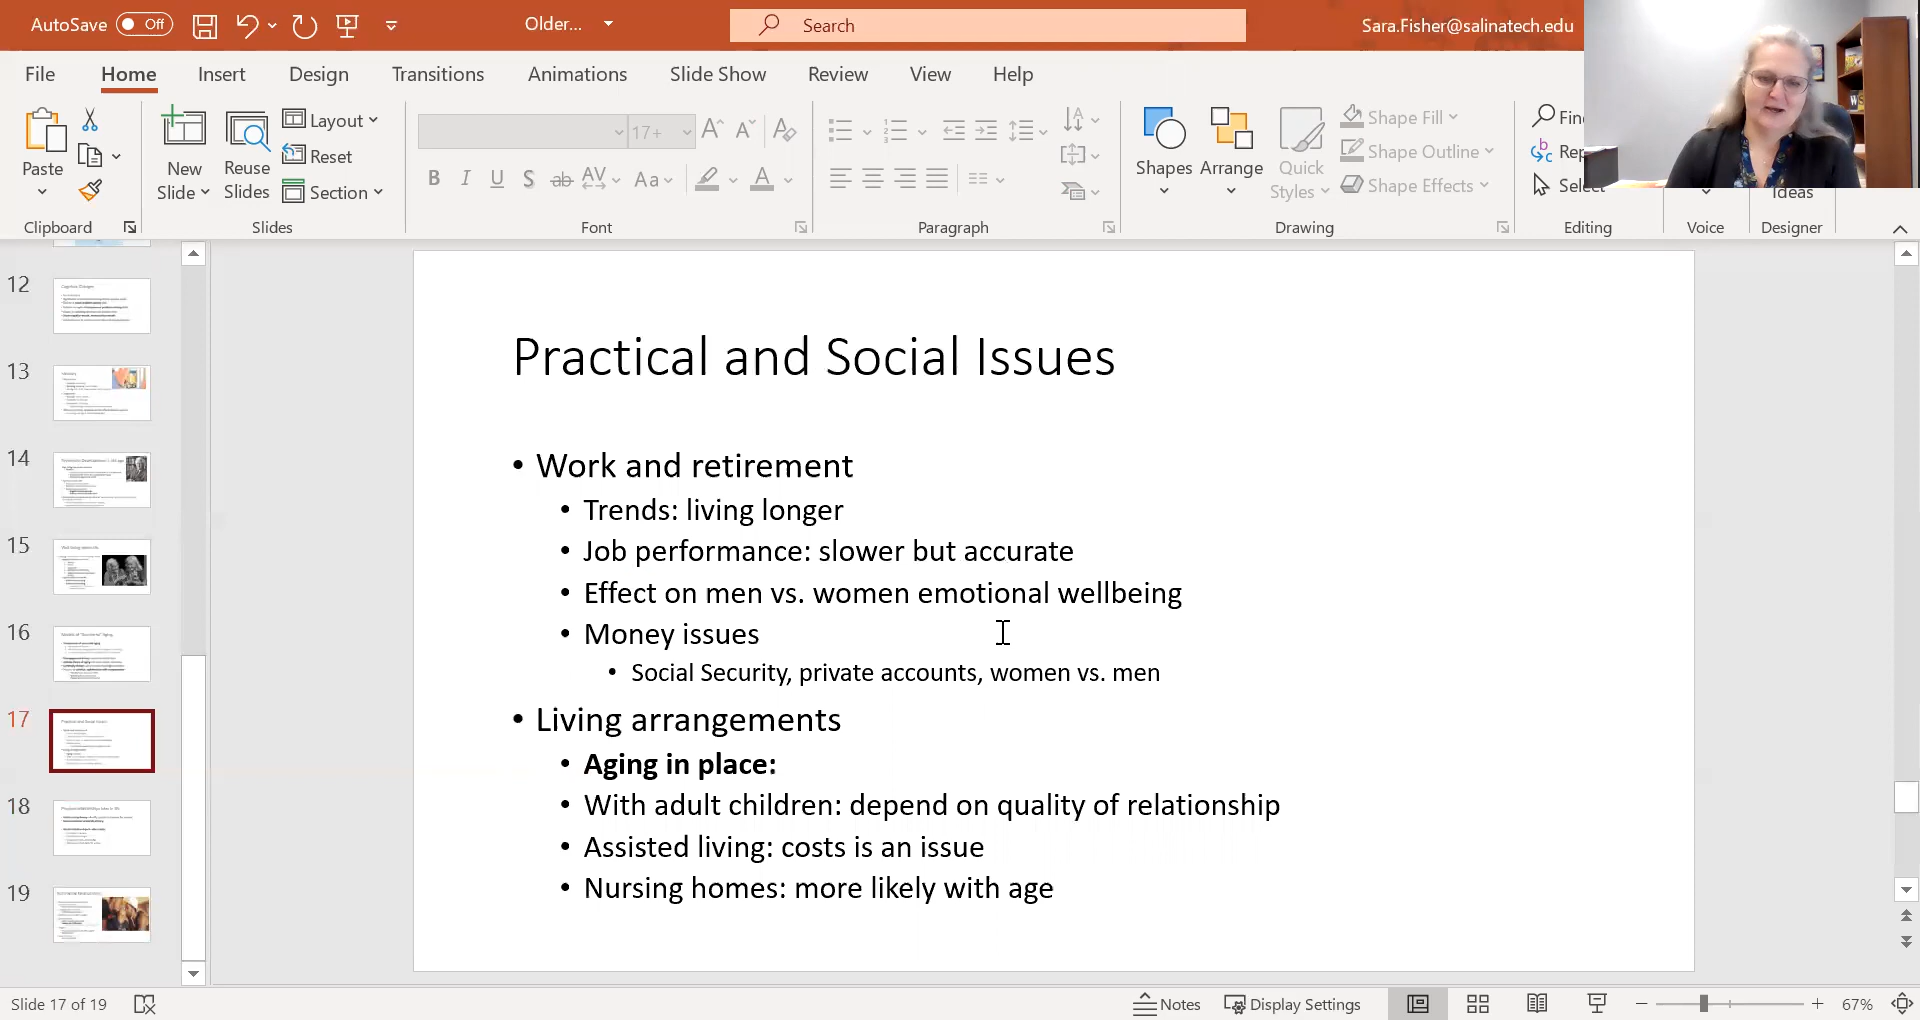 AutoSave Off Older... Search Sara.Fisher@salinatech.edu
File Home Insert Design Transitions Animations Slide Show Review View Help
Paste
New Slide
Reuse Slides
Layout
Reset
Section
17+
B I U S ab AV Aa A
Shapes
Arrange
Quick Styles
Shape Fill
Shape Outline
Shape Effects
Select
Ideas
Clipboard Slides Font Paragraph Drawing Editing Voice Designer
12
13
14
15
16
17
18
19
Practical and Social Issues
• Work and retirement
• Trends: living longer
• Job performance: slower but accurate
• Effect on men vs. women emotional wellbeing
• Money issues
• Social Security, private accounts, women vs. men
• Living arrangements
• Aging in place:
• With adult children: depend on quality of relationship
• Assisted living: costs is an issue
• Nursing homes: more likely with age
Slide 17 of 19 Notes Display Settings 67%